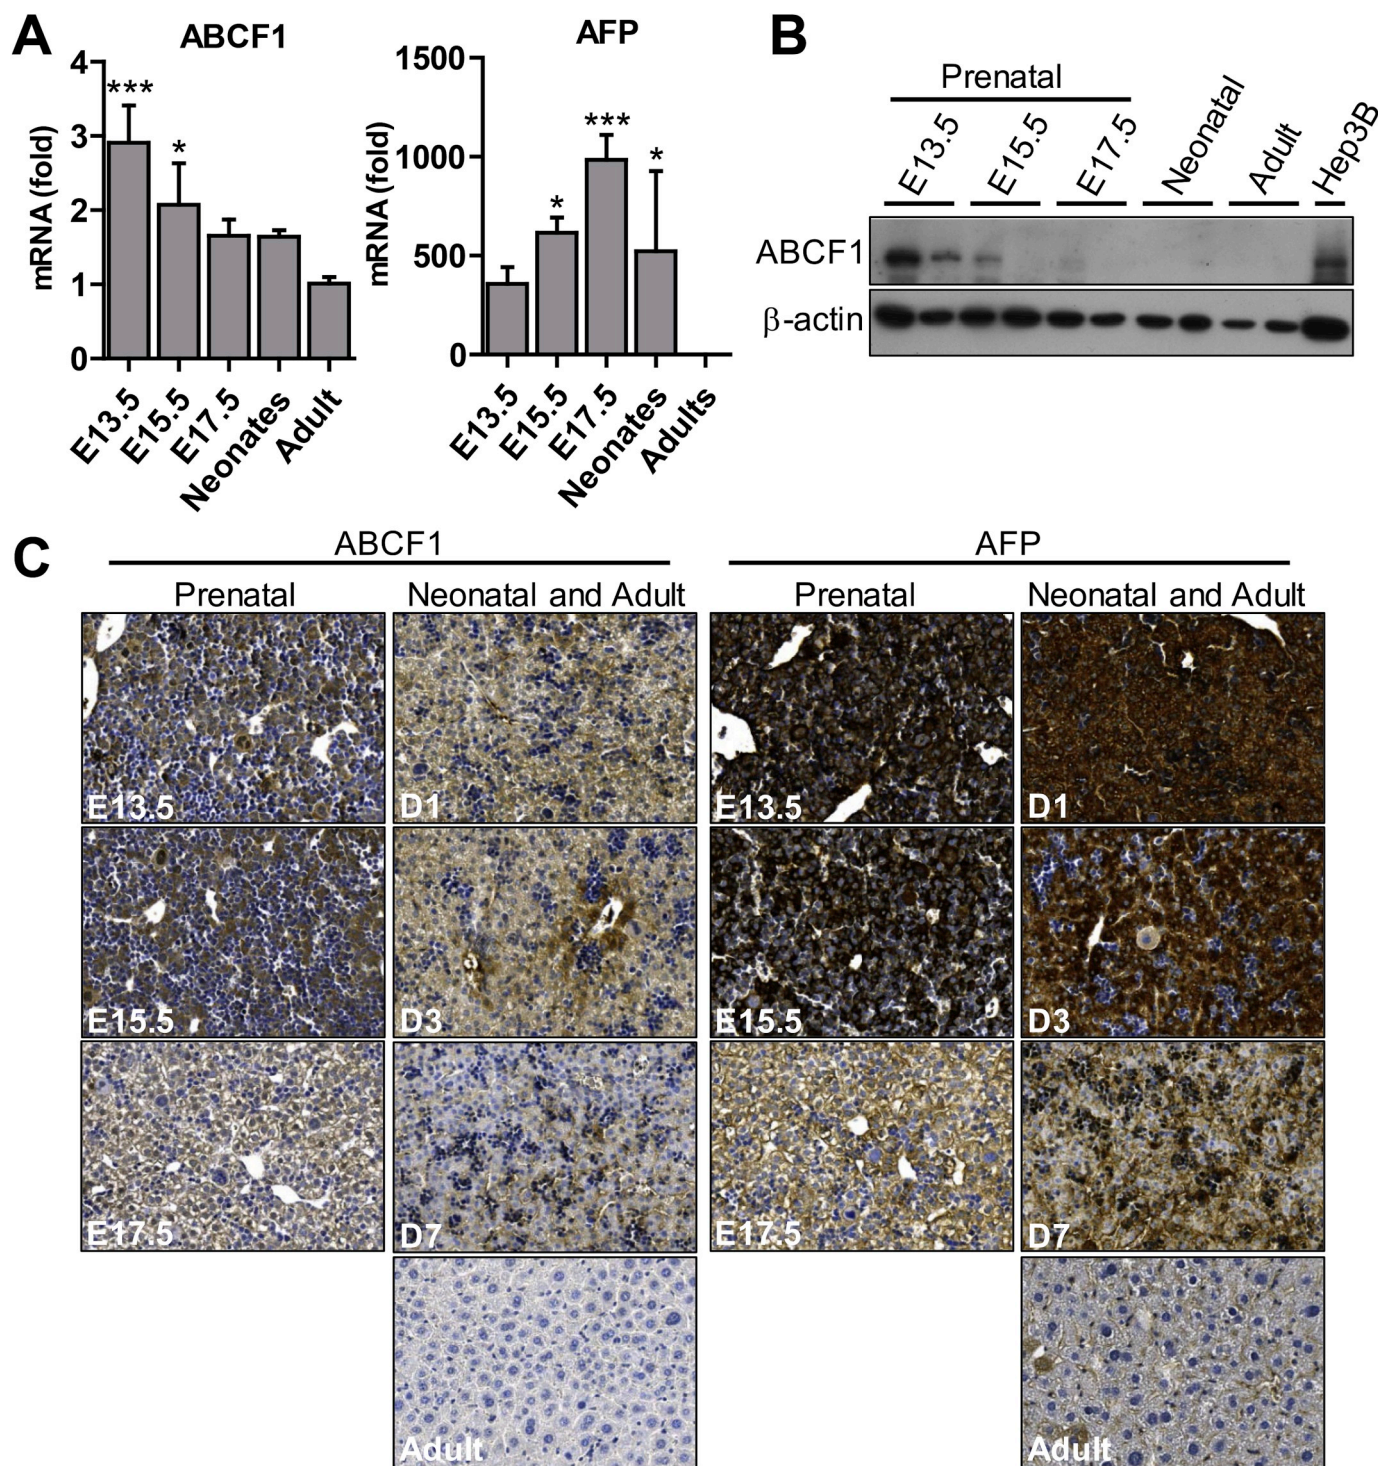 A
ABCF1
mRNA (fold)
4
3
2
1
0
***
*
E13.5
E15.5
E17.5
Neonates
Adult
AFP
mRNA (fold)
1500
1000
500
0
*
***
*
E13.5
E15.5
E17.5
Neonates
Adults
B
Prenatal
E13.5
E15.5
E17.5
Neonatal
Adult
Hep3B
ABCF1
β-actin
C
ABCF1
AFP
Prenatal
Neonatal and Adult
Prenatal
Neonatal and Adult
E13.5
D1
E13.5
D1
E15.5
D3
E15.5
D3
E17.5
D7
E17.5
D7
Adult
Adult